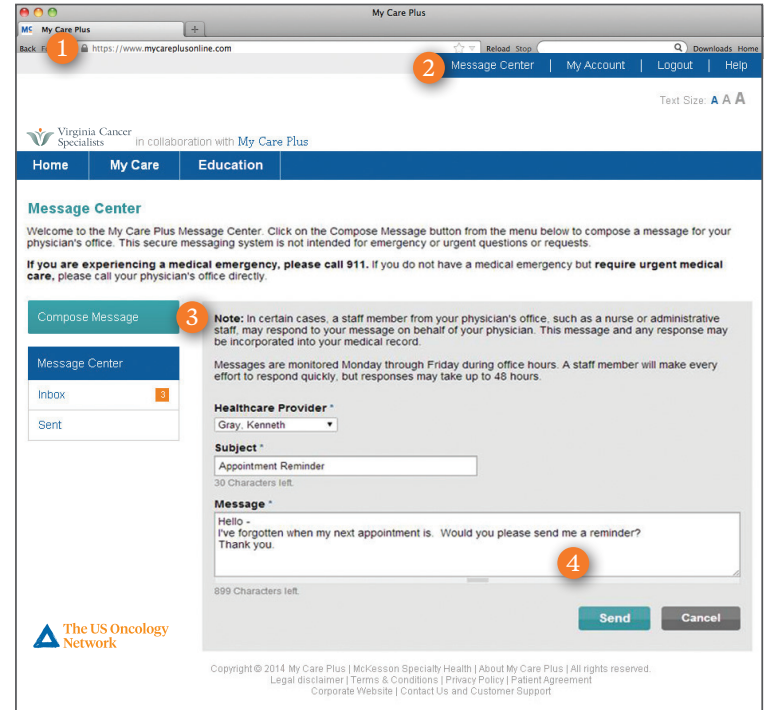 My Care Plus
MC My Care Plus +
Back F 1 https://www.mycareplusonline.com Reload Stop Downloads Home
2 Message Center | My Account | Logout | Help
Text Size: A A A
Virginia Cancer
Specialists in collaboration with My Care Plus
Home My Care Education
Message Center
Welcome to the My Care Plus Message Center. Click on the Compose Message button from the menu below to compose a message for your
physician's office. This secure messaging system is not intended for emergency or urgent questions or requests.
If you are experiencing a medical emergency, please call 911. If you do not have a medical emergency but require urgent medical
care, please call your physician's office directly.
Compose Message 3
Message Center
Inbox 3
Sent
Note: In certain cases, a staff member from your physician's office, such as a nurse or administrative
staff, may respond to your message on behalf of your physician. This message and any response may
be incorporated into your medical record.
Messages are monitored Monday through Friday during office hours. A staff member will make every
effort to respond quickly, but responses may take up to 48 hours.
Healthcare Provider *
Gray, Kenneth
Subject *
Appointment Reminder
30 Characters left.
Message *
Hello -
I've forgotten when my next appointment is. Would you please send me a reminder?
Thank you.
4
899 Characters left.
Send Cancel
The US Oncology
Network
Copyright © 2014 My Care Plus | McKesson Specialty Health | About My Care Plus | All rights reserved.
Legal disclaimer | Terms & Conditions | Privacy Policy | Patient Agreement
Corporate Website | Contact Us and Customer Support